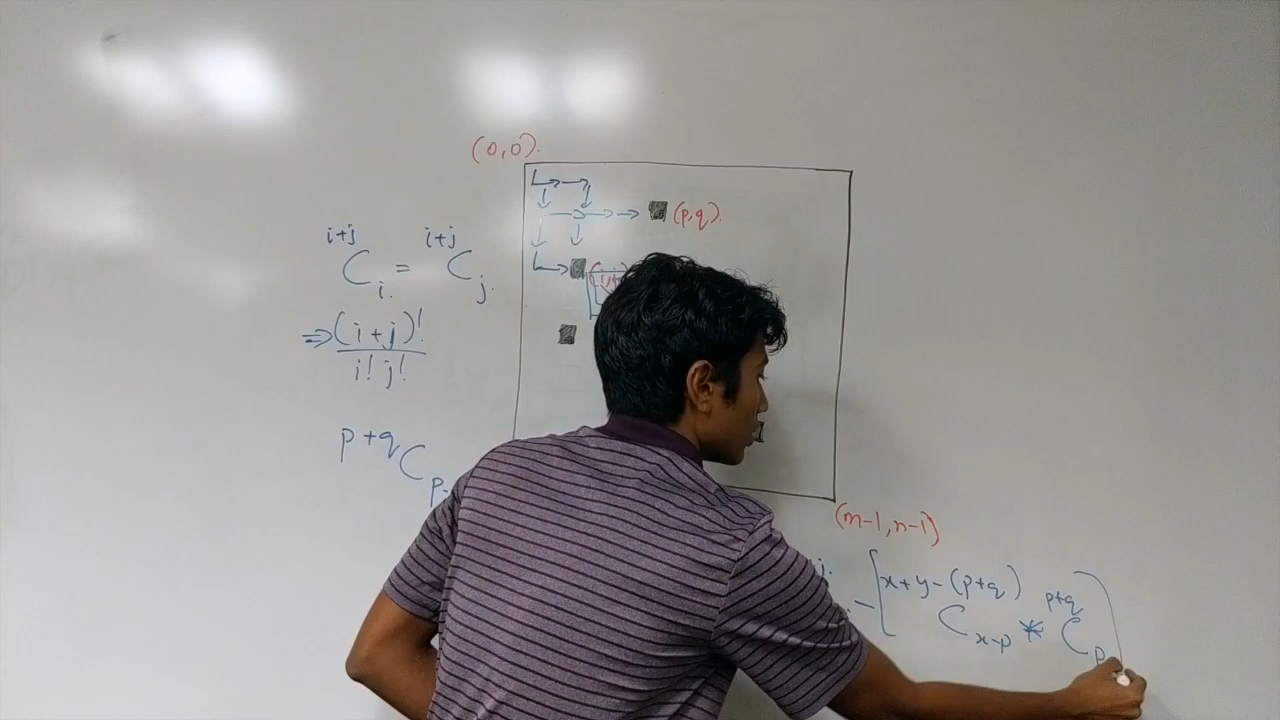 (0,0).
(p,q).
i+j C i. = i+j C j.
=> (i+j)!
i! j!
p+q C p.
(m-1,n-1)
j.
- [ x+y-(p+q) C x-p * p+q C p